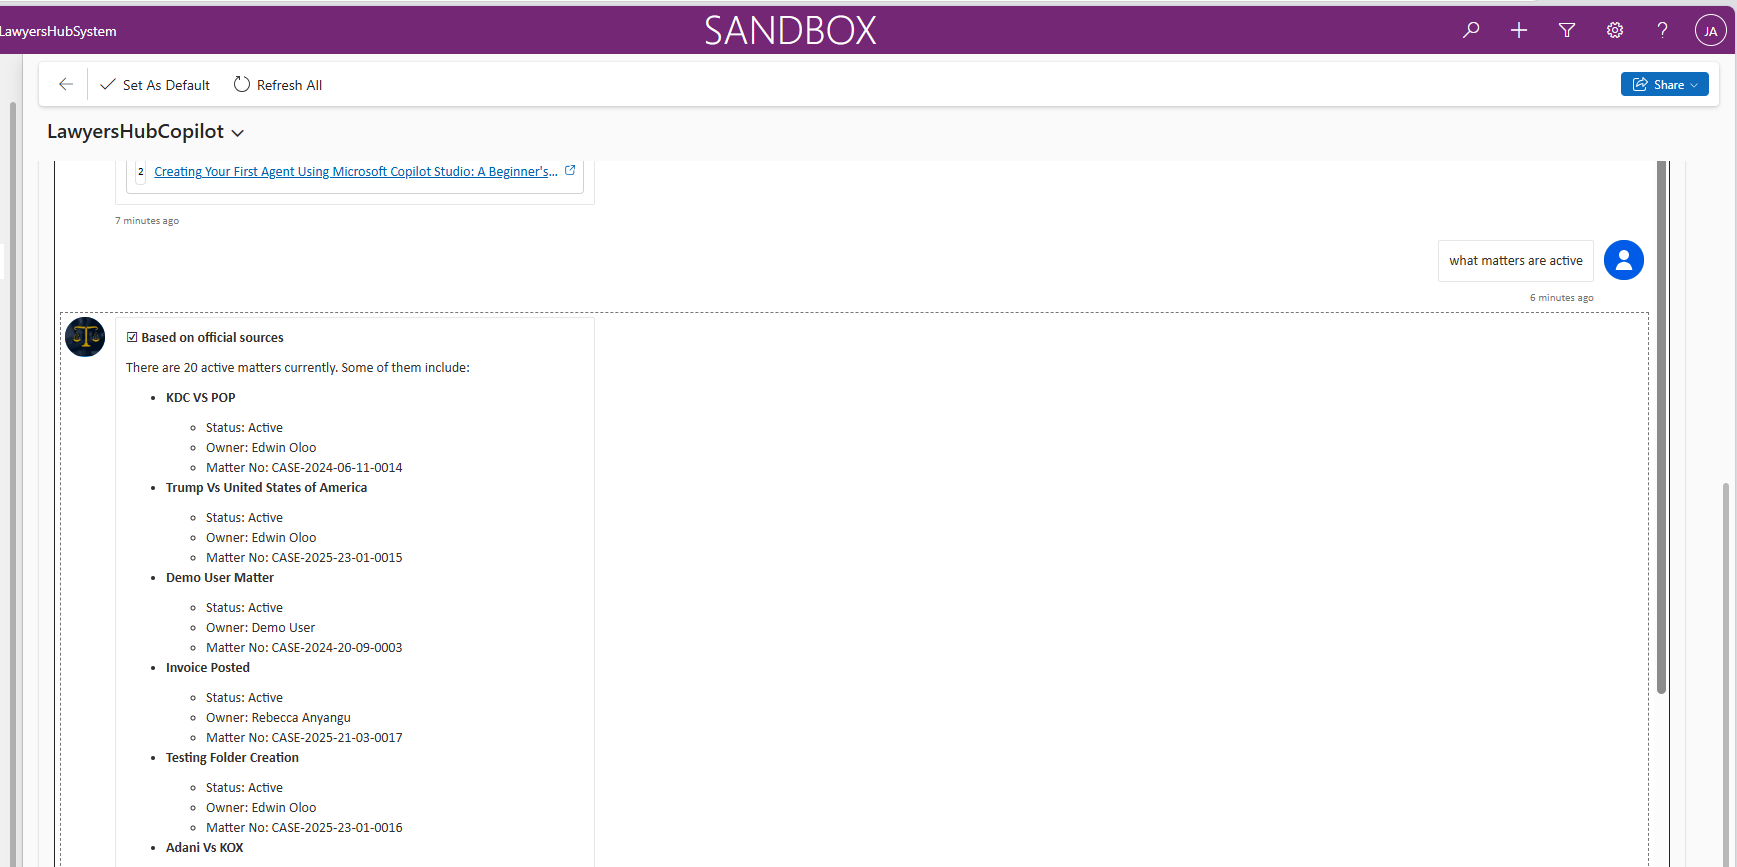 LawyersHubSystem
SANDBOX
JA
Set As Default
Refresh All
Share
LawyersHubCopilot
2 Creating Your First Agent Using Microsoft Copilot Studio: A Beginner's...
7 minutes ago
what matters are active
6 minutes ago
Based on official sources
There are 20 active matters currently. Some of them include:
KDC VS POP
Status: Active
Owner: Edwin Oloo
Matter No: CASE-2024-06-11-0014
Trump Vs United States of America
Status: Active
Owner: Edwin Oloo
Matter No: CASE-2025-23-01-0015
Demo User Matter
Status: Active
Owner: Demo User
Matter No: CASE-2024-20-09-0003
Invoice Posted
Status: Active
Owner: Rebecca Anyangu
Matter No: CASE-2025-21-03-0017
Testing Folder Creation
Status: Active
Owner: Edwin Oloo
Matter No: CASE-2025-23-01-0016
Adani Vs KOX